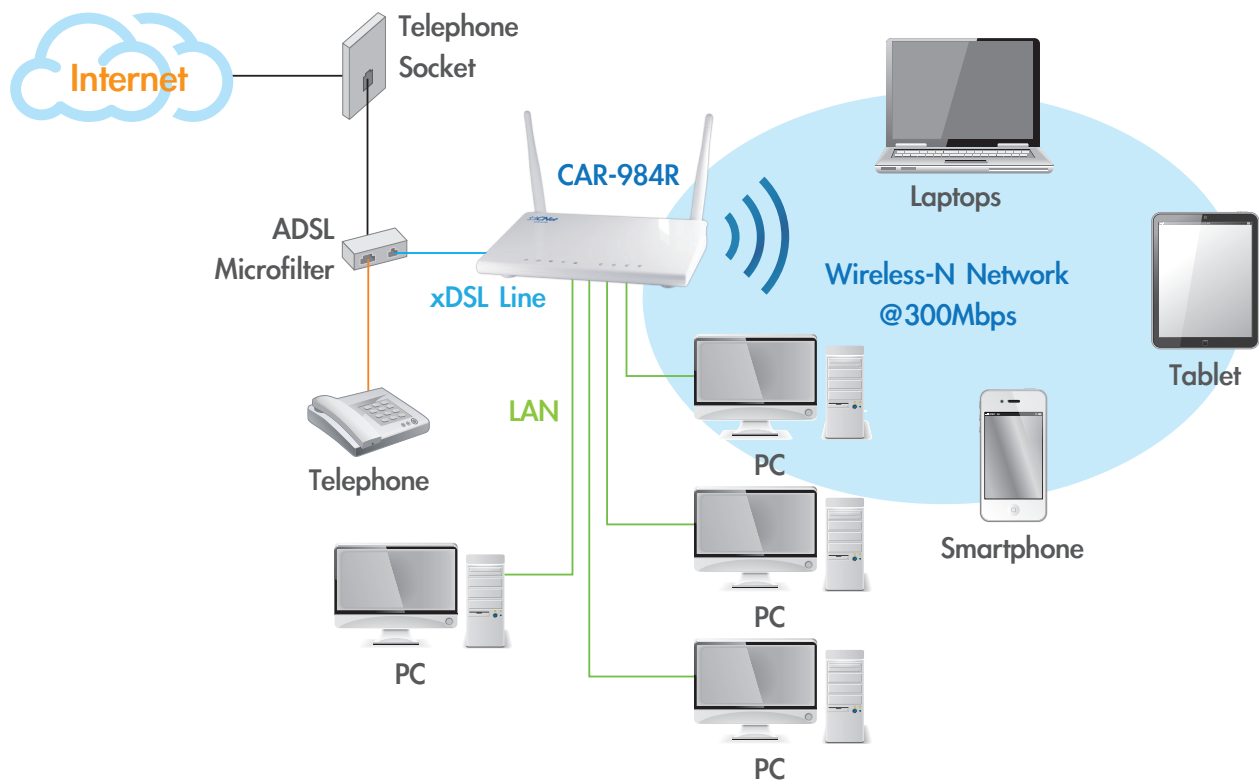 Internet
Telephone
Socket
CAR-984R
Laptops
ADSL
Microfilter
xDSL Line
Wireless-N Network
@300Mbps
Tablet
LAN
Telephone
PC
Smartphone
PC
PC
PC